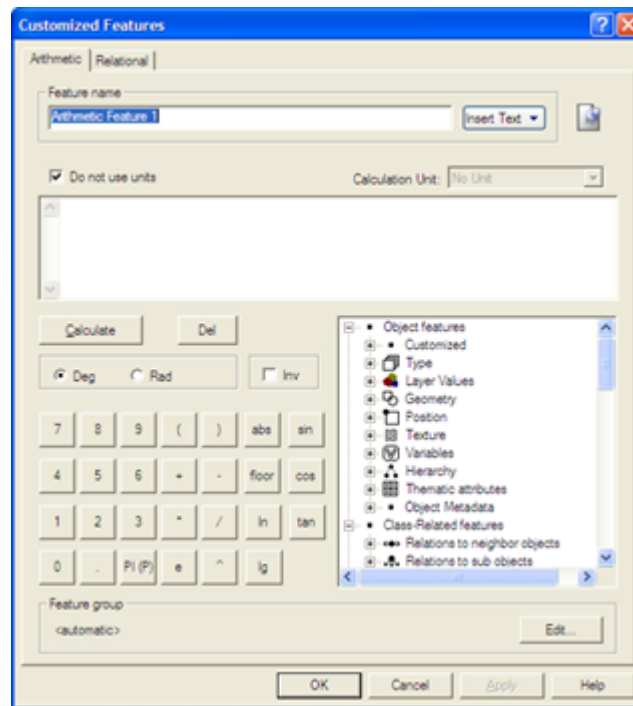 Customized Features
Arithmetic Relational
Feature name
Arithmetic Feature 1
Insert Text
Do not use units
Calculation Unit: No Unit
Calculate Del
Deg Rad Inv
7 8 9 ( ) abs sin
4 5 6 + - floor cos
1 2 3 * / ln tan
0 . PI (P) e ^ lg
Object features
Customized
Type
Layer Values
Geometry
Position
Texture
Variables
Hierarchy
Thematic attributes
Object Metadata
Class-Related features
Relations to neighbor objects
Relations to sub objects
Feature group
<automatic>
Edit...
OK Cancel Apply Help